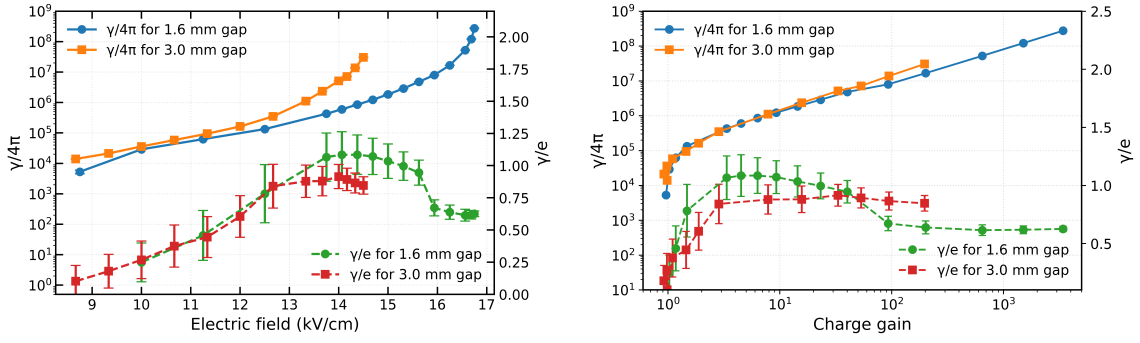 γ/4π for 1.6 mm gap
γ/4π for 3.0 mm gap
γ/e for 1.6 mm gap
γ/e for 3.0 mm gap
10⁹
10⁸
10⁷
10⁶
10⁵
10⁴
10³
10²
10¹
10⁰
γ/4π
2.00
1.75
1.50
1.25
1.00
0.75
0.50
0.25
0.00
γ/e
9 10 11 12 13 14 15 16 17
Electric field (kV/cm)
γ/4π for 1.6 mm gap
γ/4π for 3.0 mm gap
γ/e for 1.6 mm gap
γ/e for 3.0 mm gap
10⁹
10⁸
10⁷
10⁶
10⁵
10⁴
10³
10²
10¹
γ/4π
2.5
2.0
1.5
1.0
0.5
γ/e
10⁰ 10¹ 10² 10³
Charge gain